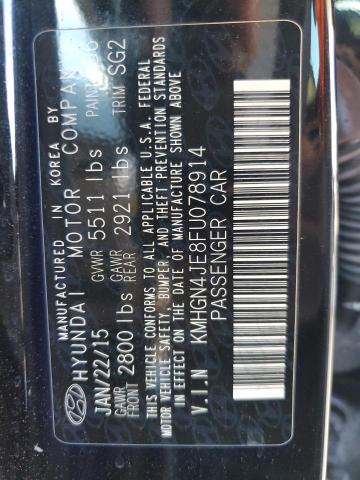 MANUFACTURED IN KOREA BY
HYUNDAI MOTOR COMPANY
JAN/22/15 GVWR 5511 lbs PAINT
GAWR FRONT 2800 lbs GAWR REAR 2921 lbs TRIM SG2
THIS VEHICLE CONFORMS TO ALL APPLICABLE U.S.A. FEDERAL
MOTOR VEHICLE SAFETY, BUMPER, AND THEFT PREVENTION
STANDARDS IN EFFECT ON THE DATE OF MANUFACTURE SHOWN ABOVE
V.I.N KMHGN4JE8FU078914
PASSENGER CAR